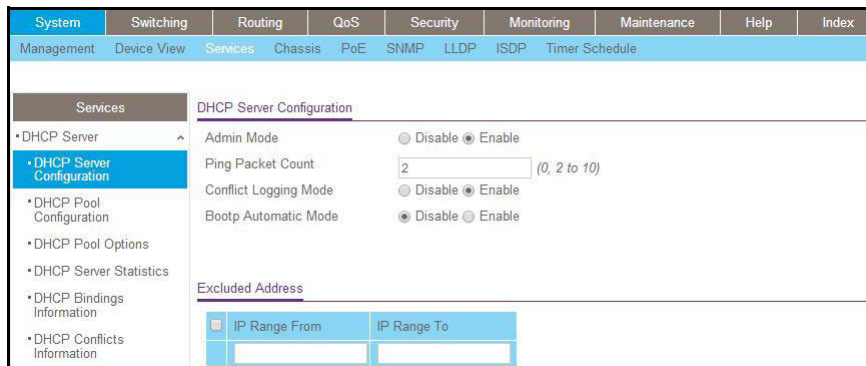 System Switching Routing QoS Security Monitoring Maintenance Help Index
Management Device View Services Chassis PoE SNMP LLDP ISDP Timer Schedule
Services
DHCP Server
DHCP Server
Configuration
DHCP Pool
Configuration
DHCP Pool Options
DHCP Server Statistics
DHCP Bindings
Information
DHCP Conflicts
Information
DHCP Server Configuration
Admin Mode Disable Enable
Ping Packet Count 2 (0, 2 to 10)
Conflict Logging Mode Disable Enable
Bootp Automatic Mode Disable Enable
Excluded Address
IP Range From IP Range To